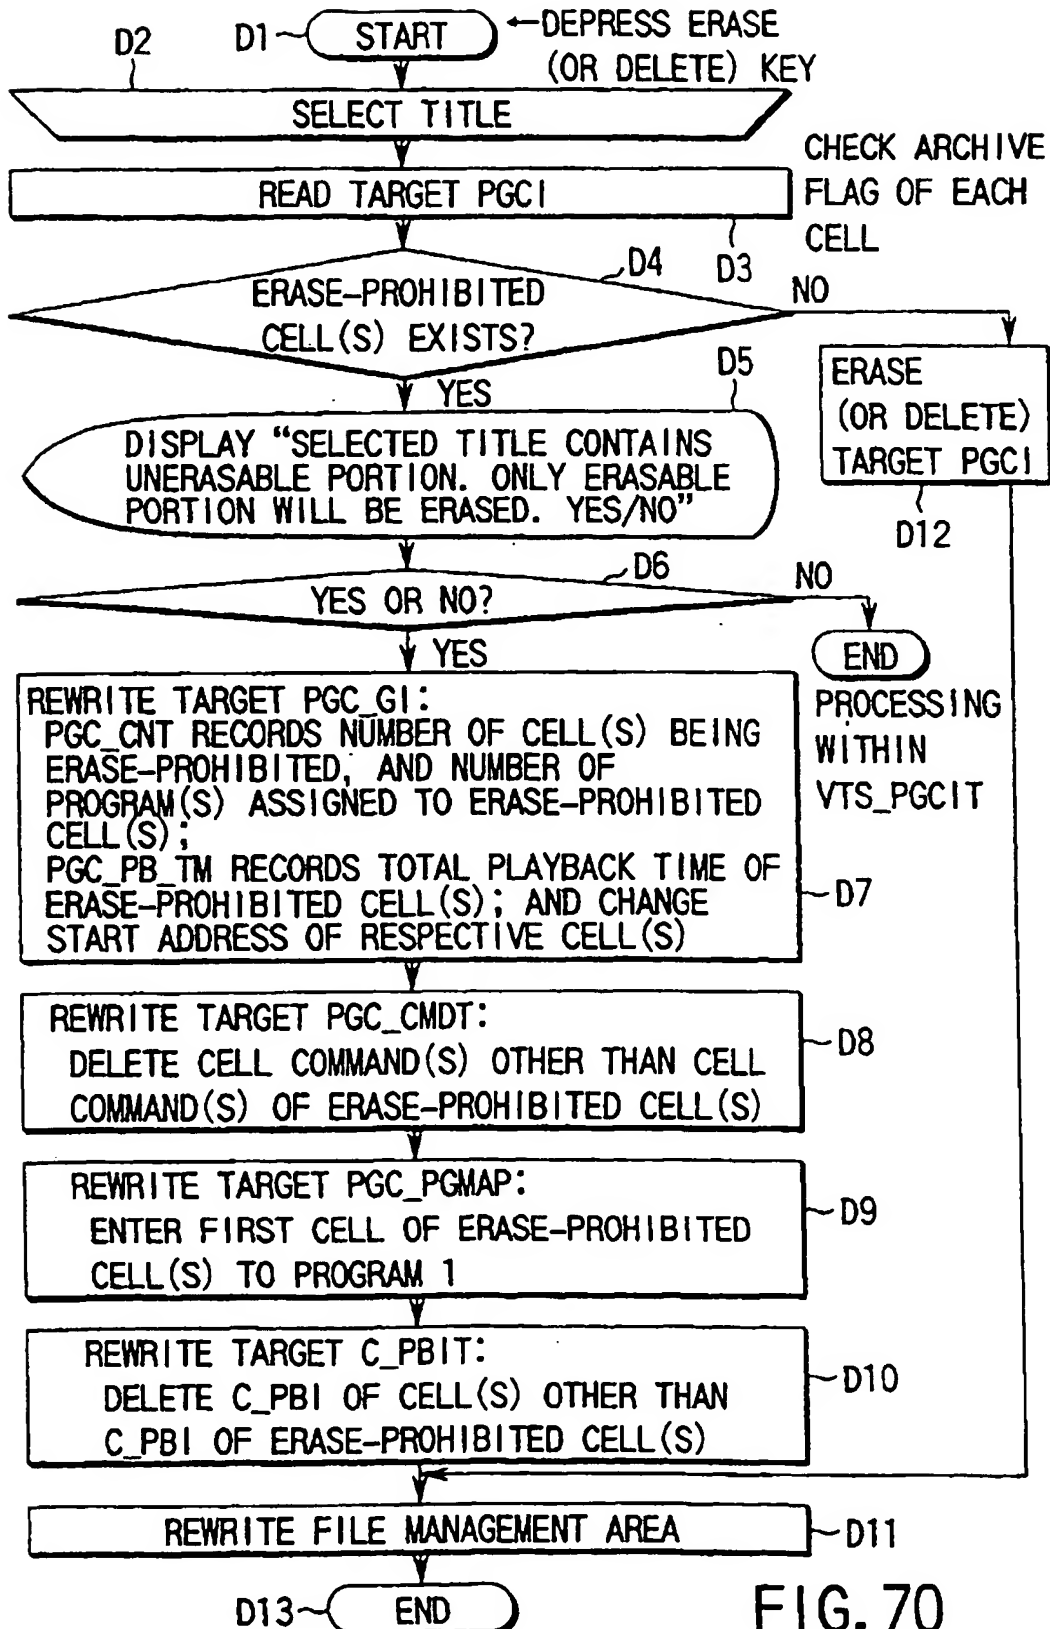 D1
START
←DEPRESS ERASE
(OR DELETE) KEY
D2
SELECT TITLE
READ TARGET PGCI
CHECK ARCHIVE
FLAG OF EACH
CELL
D3
D4
ERASE-PROHIBITED
CELL(S) EXISTS?
NO
YES
D5
DISPLAY “SELECTED TITLE CONTAINS
UNERASABLE PORTION. ONLY ERASABLE
PORTION WILL BE ERASED. YES/NO”
ERASE
(OR DELETE)
TARGET PGCI
D12
D6
YES OR NO?
NO
YES
END
PROCESSING
WITHIN
VTS_PGCIT
REWRITE TARGET PGC_GI:
PGC_CNT RECORDS NUMBER OF CELL(S) BEING
ERASE-PROHIBITED, AND NUMBER OF
PROGRAM(S) ASSIGNED TO ERASE-PROHIBITED
CELL(S);
PGC_PB_TM RECORDS TOTAL PLAYBACK TIME OF
ERASE-PROHIBITED CELL(S); AND CHANGE
START ADDRESS OF RESPECTIVE CELL(S)
D7
REWRITE TARGET PGC_CMDT:
DELETE CELL COMMAND(S) OTHER THAN CELL
COMMAND(S) OF ERASE-PROHIBITED CELL(S)
D8
REWRITE TARGET PGC_PGMAP:
ENTER FIRST CELL OF ERASE-PROHIBITED
CELL(S) TO PROGRAM 1
D9
REWRITE TARGET C_PBIT:
DELETE C_PBI OF CELL(S) OTHER THAN
C_PBI OF ERASE-PROHIBITED CELL(S)
D10
REWRITE FILE MANAGEMENT AREA
D11
D13
END
FIG. 70